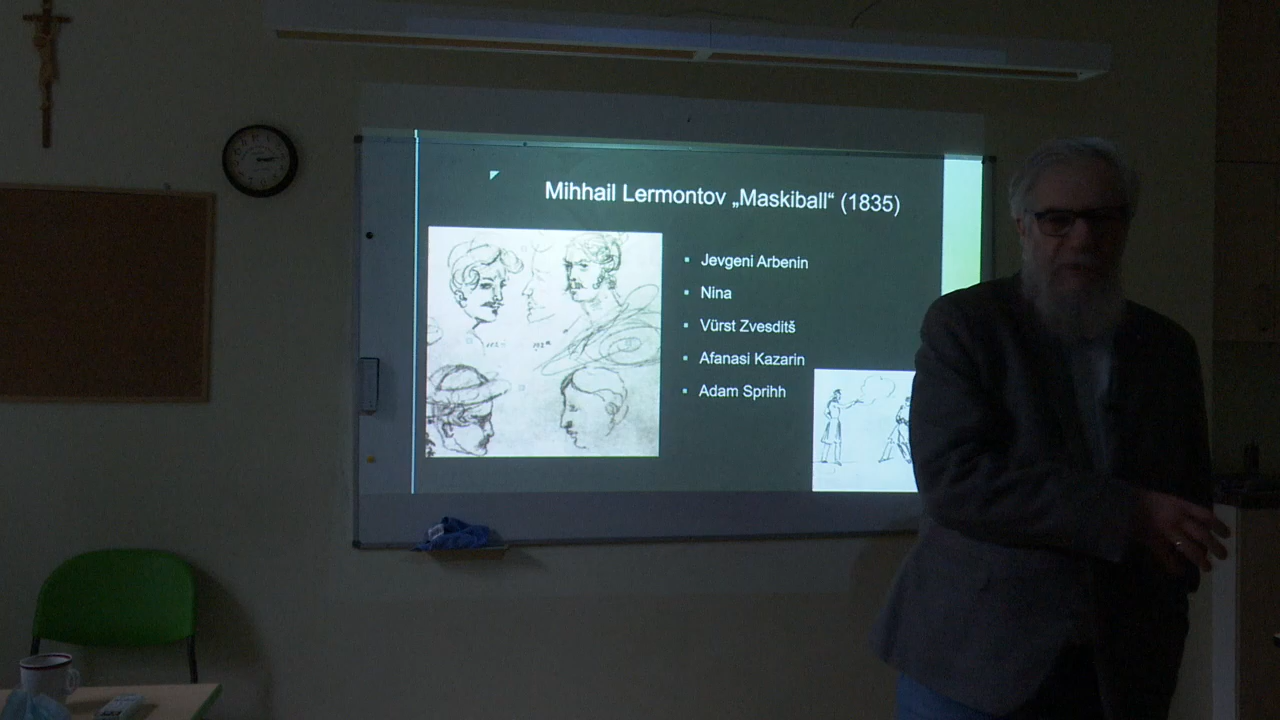 Mihhail Lermontov „Maskiball“ (1835)
Jevgeni Arbenin
Nina
Vürst Zvesditš
Afanasi Kazarin
Adam Sprihh